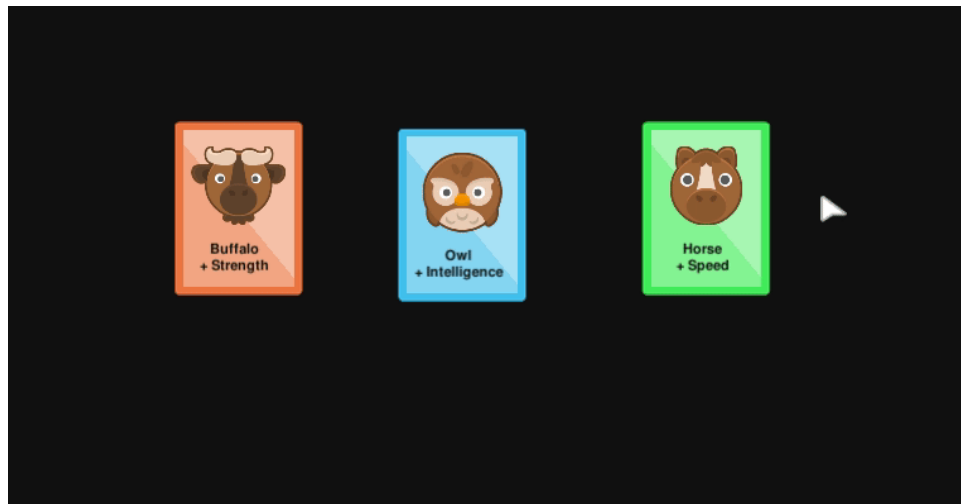 Buffalo
+ Strength
Owl
+ Intelligence
Horse
+ Speed